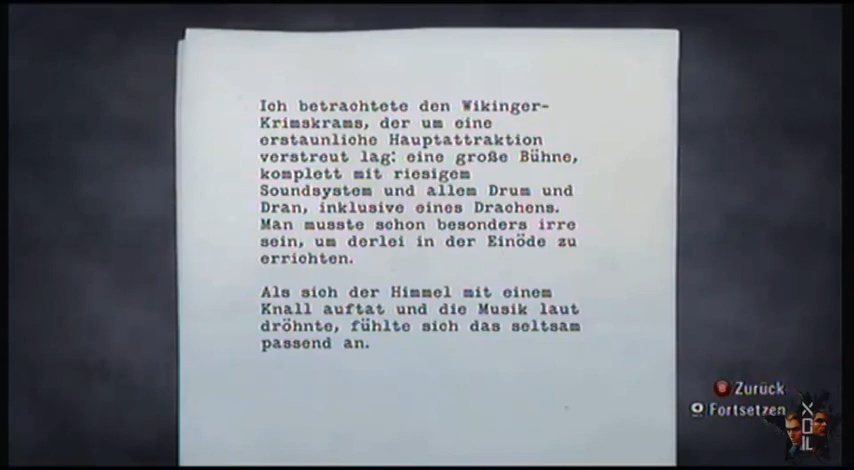 Ich betrachtete den Wikinger-
Krimskrams, der um eine
erstaunliche Hauptattraktion
verstreut lag: eine große Bühne,
komplett mit riesigem
Soundsystem und allem Drum und
Dran, inklusive eines Drachens.
Man musste schon besonders irre
sein, um derlei in der Einöde zu
errichten.
Als sich der Himmel mit einem
Knall auftat und die Musik laut
dröhnte, fühlte sich das seltsam
passend an.
Zurück
Fortsetzen